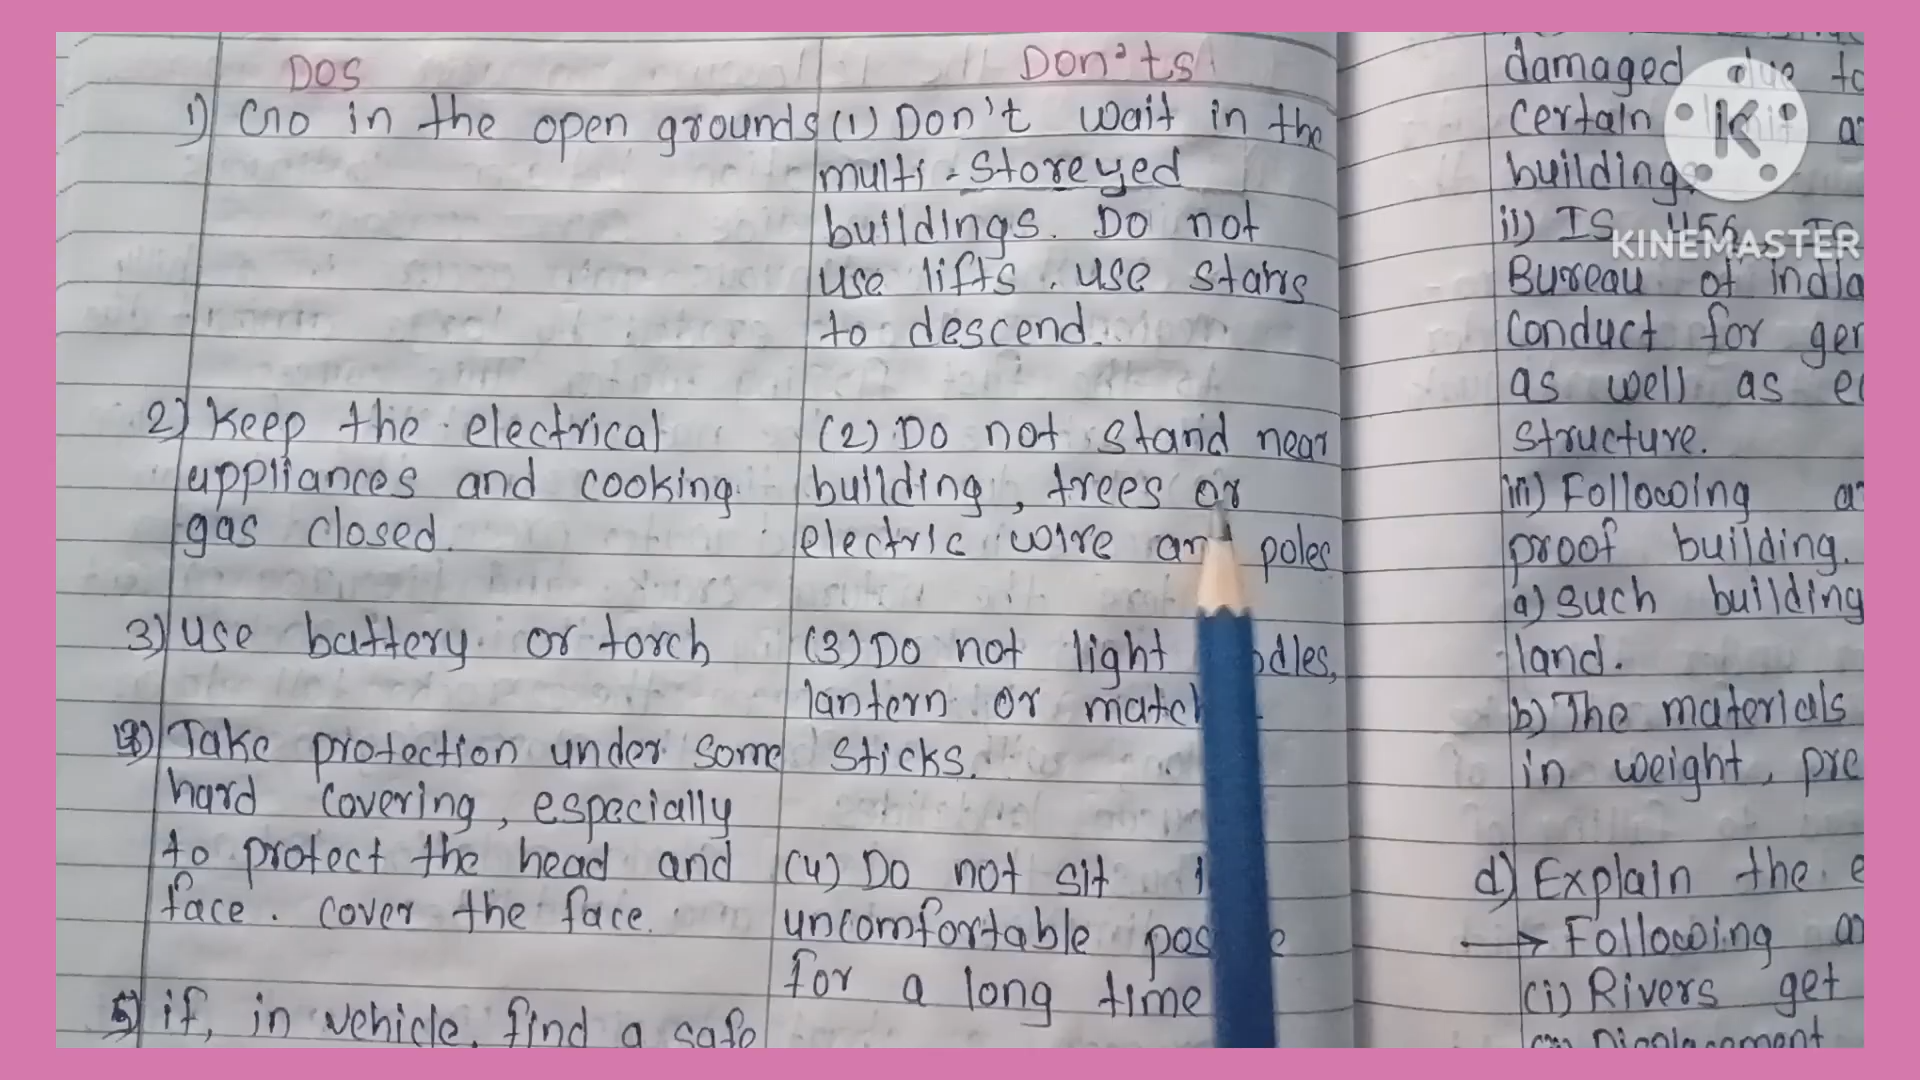 DOS
1) Go in the open grounds
2) Keep the electrical
appliances and cooking
gas closed.
3) use battery or torch
4) Take protection under some
hard covering, especially
to protect the head and
face. cover the face.
5) if, in vehicle, find a safe
Don'ts
(1) Don't wait in the
multi-storeyed
buildings. Do not
use lifts. use stairs
to descend.
(2) Do not stand near
building, trees or
electric wire and poles
(3) Do not light
lantern or match
sticks.
(4) Do not sit
uncomfortable
for a long time
damaged due to
certain
building.
ii) IS 456
Bureau of india
conduct for
as well as
structure.
iii) Following
proof building.
a) such building
land.
b) The materials
in weight,
d) Explain the
→ Following
(i) Rivers get
Displacement
K
KINEMASTER